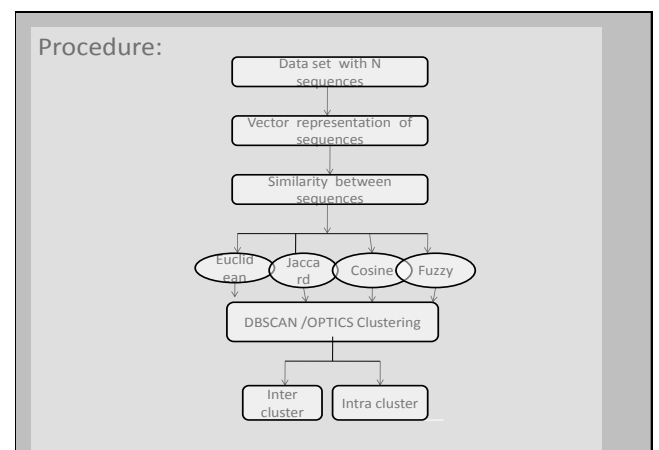 Procedure:
Data set with N
sequences
Vector representation of
sequences
Similarity between
sequences
Euclid
ean
Jacca
rd
Cosine
Fuzzy
DBSCAN /OPTICS Clustering
Inter
cluster
Intra cluster